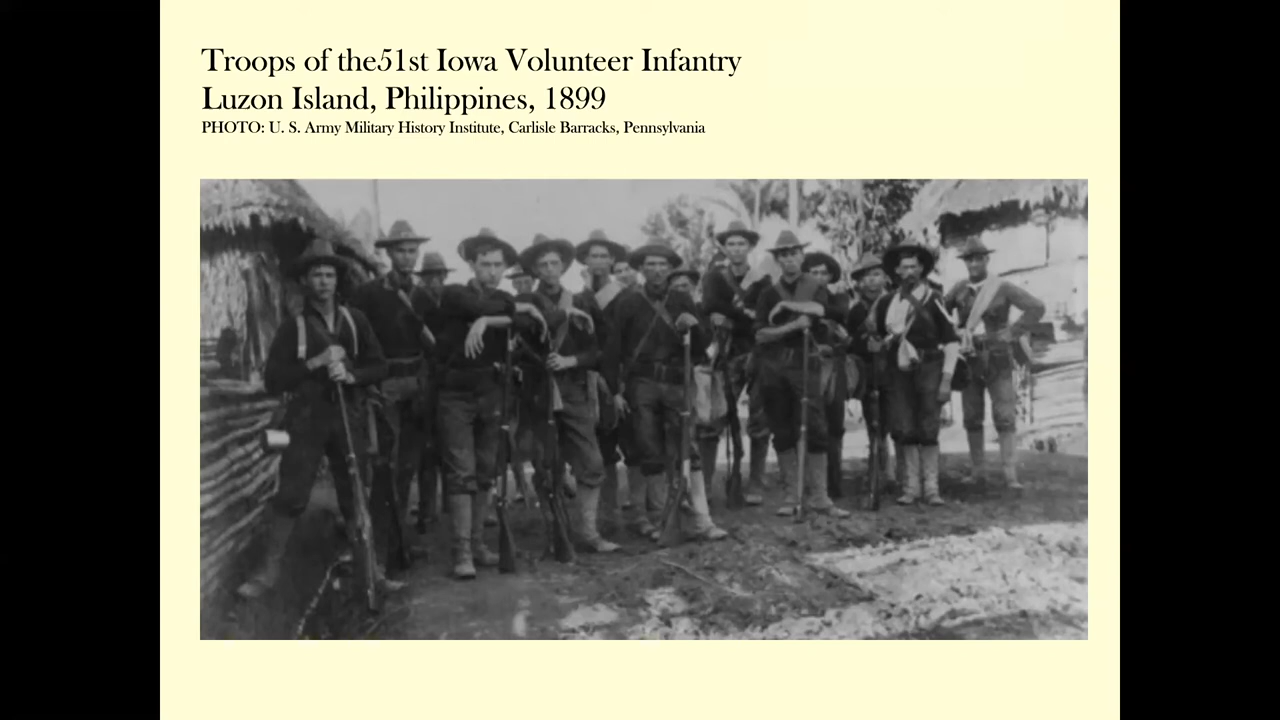 Troops of the51st Iowa Volunteer Infantry
Luzon Island, Philippines, 1899
PHOTO: U. S. Army Military History Institute, Carlisle Barracks, Pennsylvania